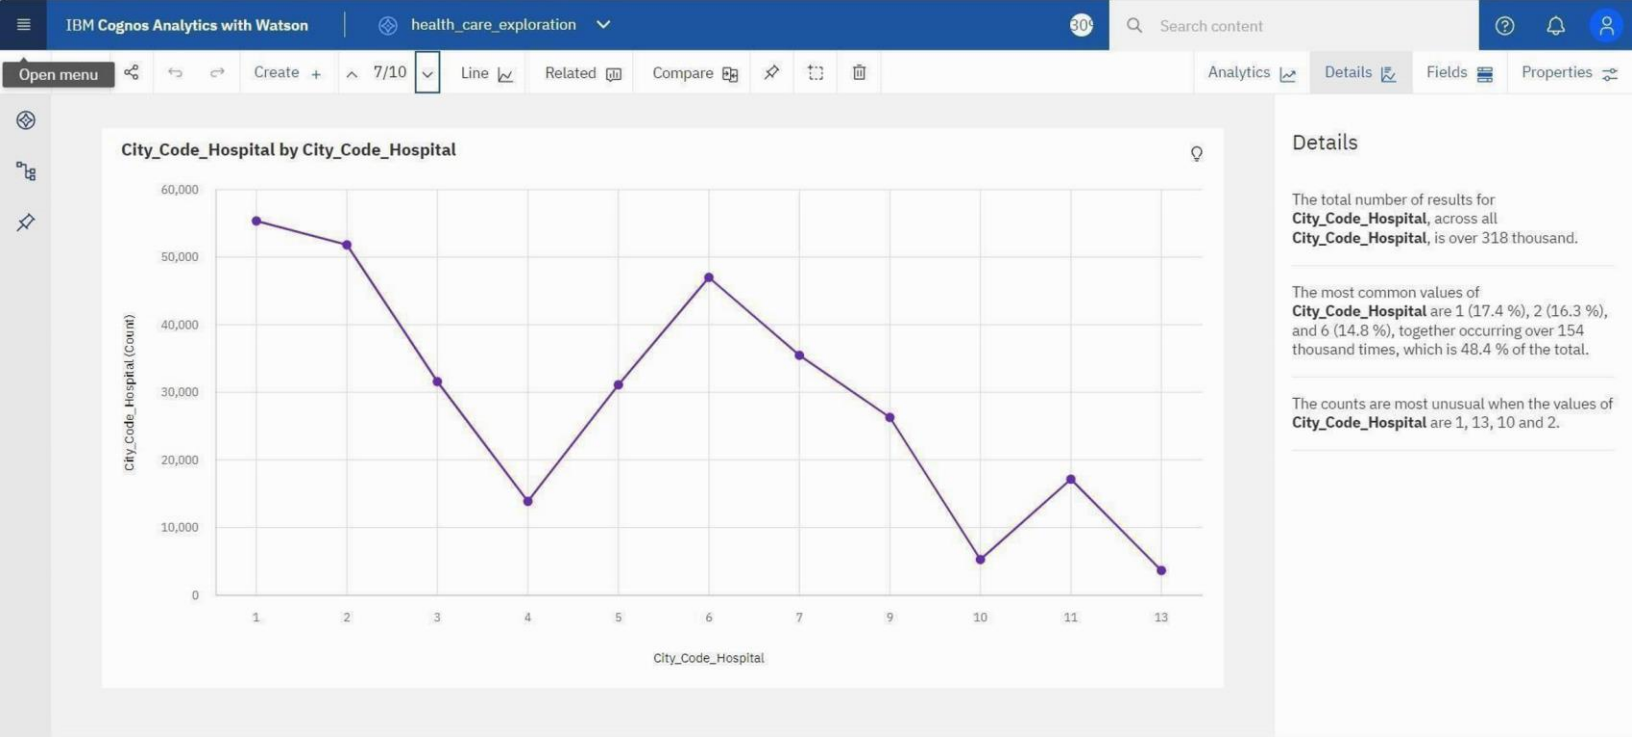 IBM Cognos Analytics with Watson
health_care_exploration
Search content
Open menu
Create +
7/10
Line
Related
Compare
Analytics
Details
Fields
Properties
City_Code_Hospital by City_Code_Hospital
60,000
50,000
40,000
30,000
20,000
10,000
0
City_Code_Hospital (Count)
1 2 3 4 5 6 7 9 10 11 13
City_Code_Hospital
Details
The total number of results for
City_Code_Hospital, across all
City_Code_Hospital, is over 318 thousand.
The most common values of
City_Code_Hospital are 1 (17.4 %), 2 (16.3 %),
and 6 (14.8 %), together occurring over 154
thousand times, which is 48.4 % of the total.
The counts are most unusual when the values of
City_Code_Hospital are 1, 13, 10 and 2.